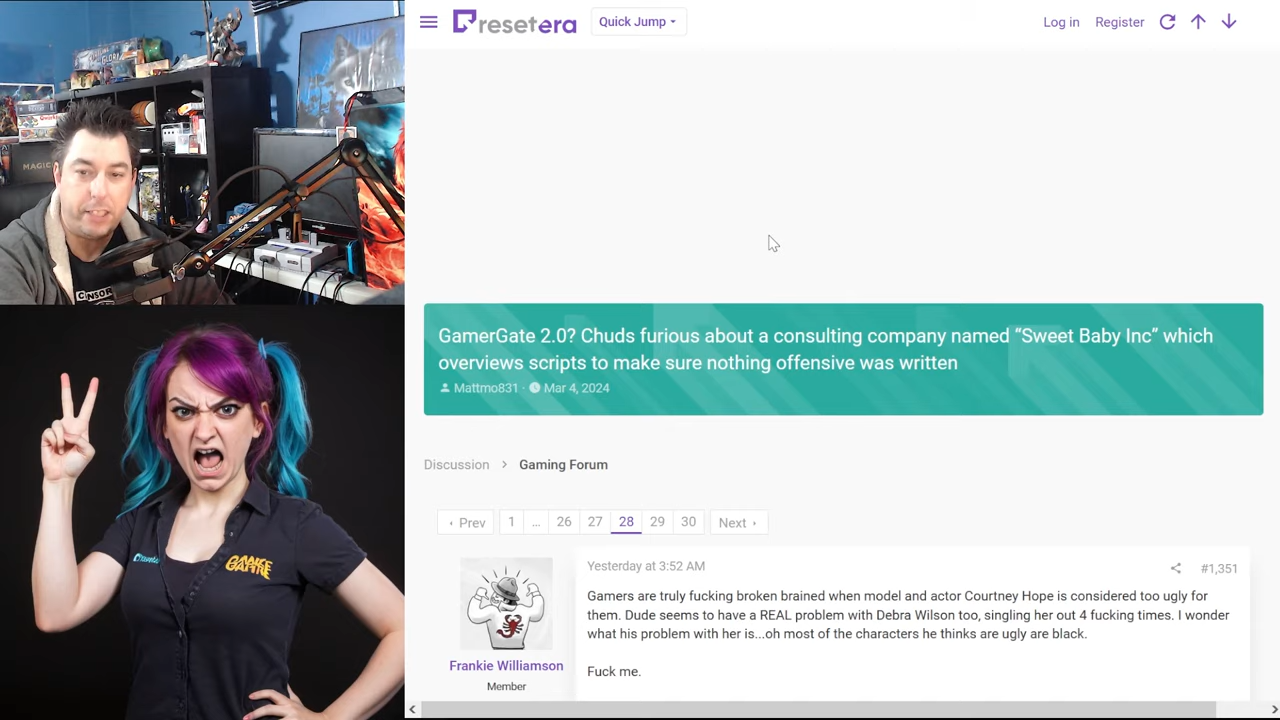 resetera
Quick Jump
Log in
Register
GamerGate 2.0? Chuds furious about a consulting company named “Sweet Baby Inc” which
overviews scripts to make sure nothing offensive was written
Mattmo831 · Mar 4, 2024
Discussion
Gaming Forum
Prev
1
...
26
27
28
29
30
Next
Yesterday at 3:52 AM
#1,351
Gamers are truly fucking broken brained when model and actor Courtney Hope is considered too ugly for
them. Dude seems to have a REAL problem with Debra Wilson too, singling her out 4 fucking times. I wonder
what his problem with her is...oh most of the characters he thinks are ugly are black.
Fuck me.
Frankie Williamson
Member
GLORY
MAGIC